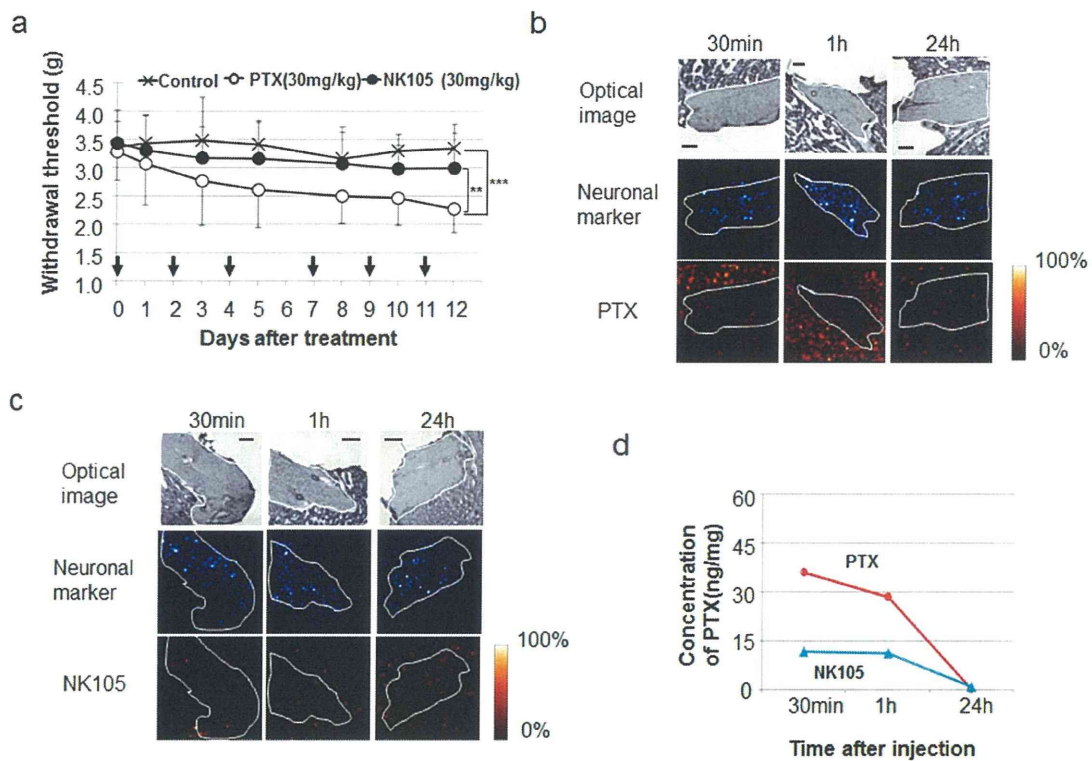 a
Control PTX(30mg/kg) NK105 (30mg/kg)
Withdrawal threshold (g)
4.5
4.0
3.5
3.0
2.5
2.0
1.5
1.0
** ***
0 1 2 3 4 5 6 7 8 9 10 11 12
Days after treatment
b
30min 1h 24h
Optical
image
Neuronal
marker
PTX
100%
0%
c
30min 1h 24h
Optical
image
Neuronal
marker
NK105
100%
0%
d
Concentration
of PTX(ng/mg)
60
45
30
15
0
PTX
NK105
30min 1h 24h
Time after injection